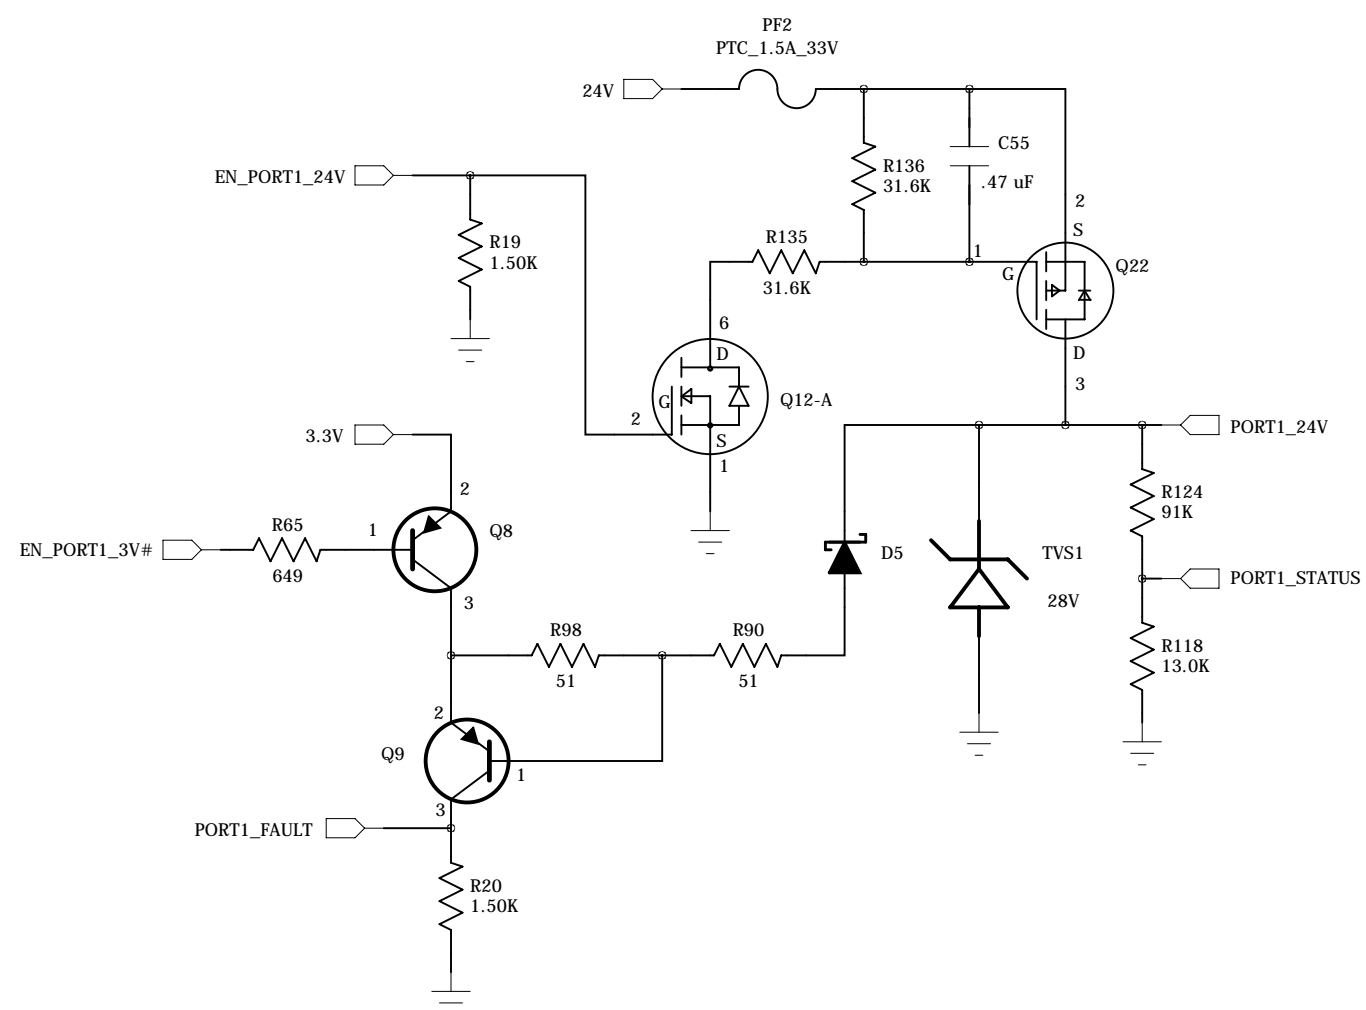 PF2
PTC_1.5A_33V
24V
C55
.47 uF
R136
31.6K
EN_PORT1_24V
2
S
R19
1.50K
R135
31.6K
1
G
Q22
D
3
6
D
G
Q12-A
2
S
1
3.3V
PORT1_24V
2
R124
91K
R65
649
1
Q8
EN_PORT1_3V#
D5
TVS1
28V
PORT1_STATUS
3
R98
51
R90
51
R118
13.0K
2
Q9
1
3
PORT1_FAULT
R20
1.50K